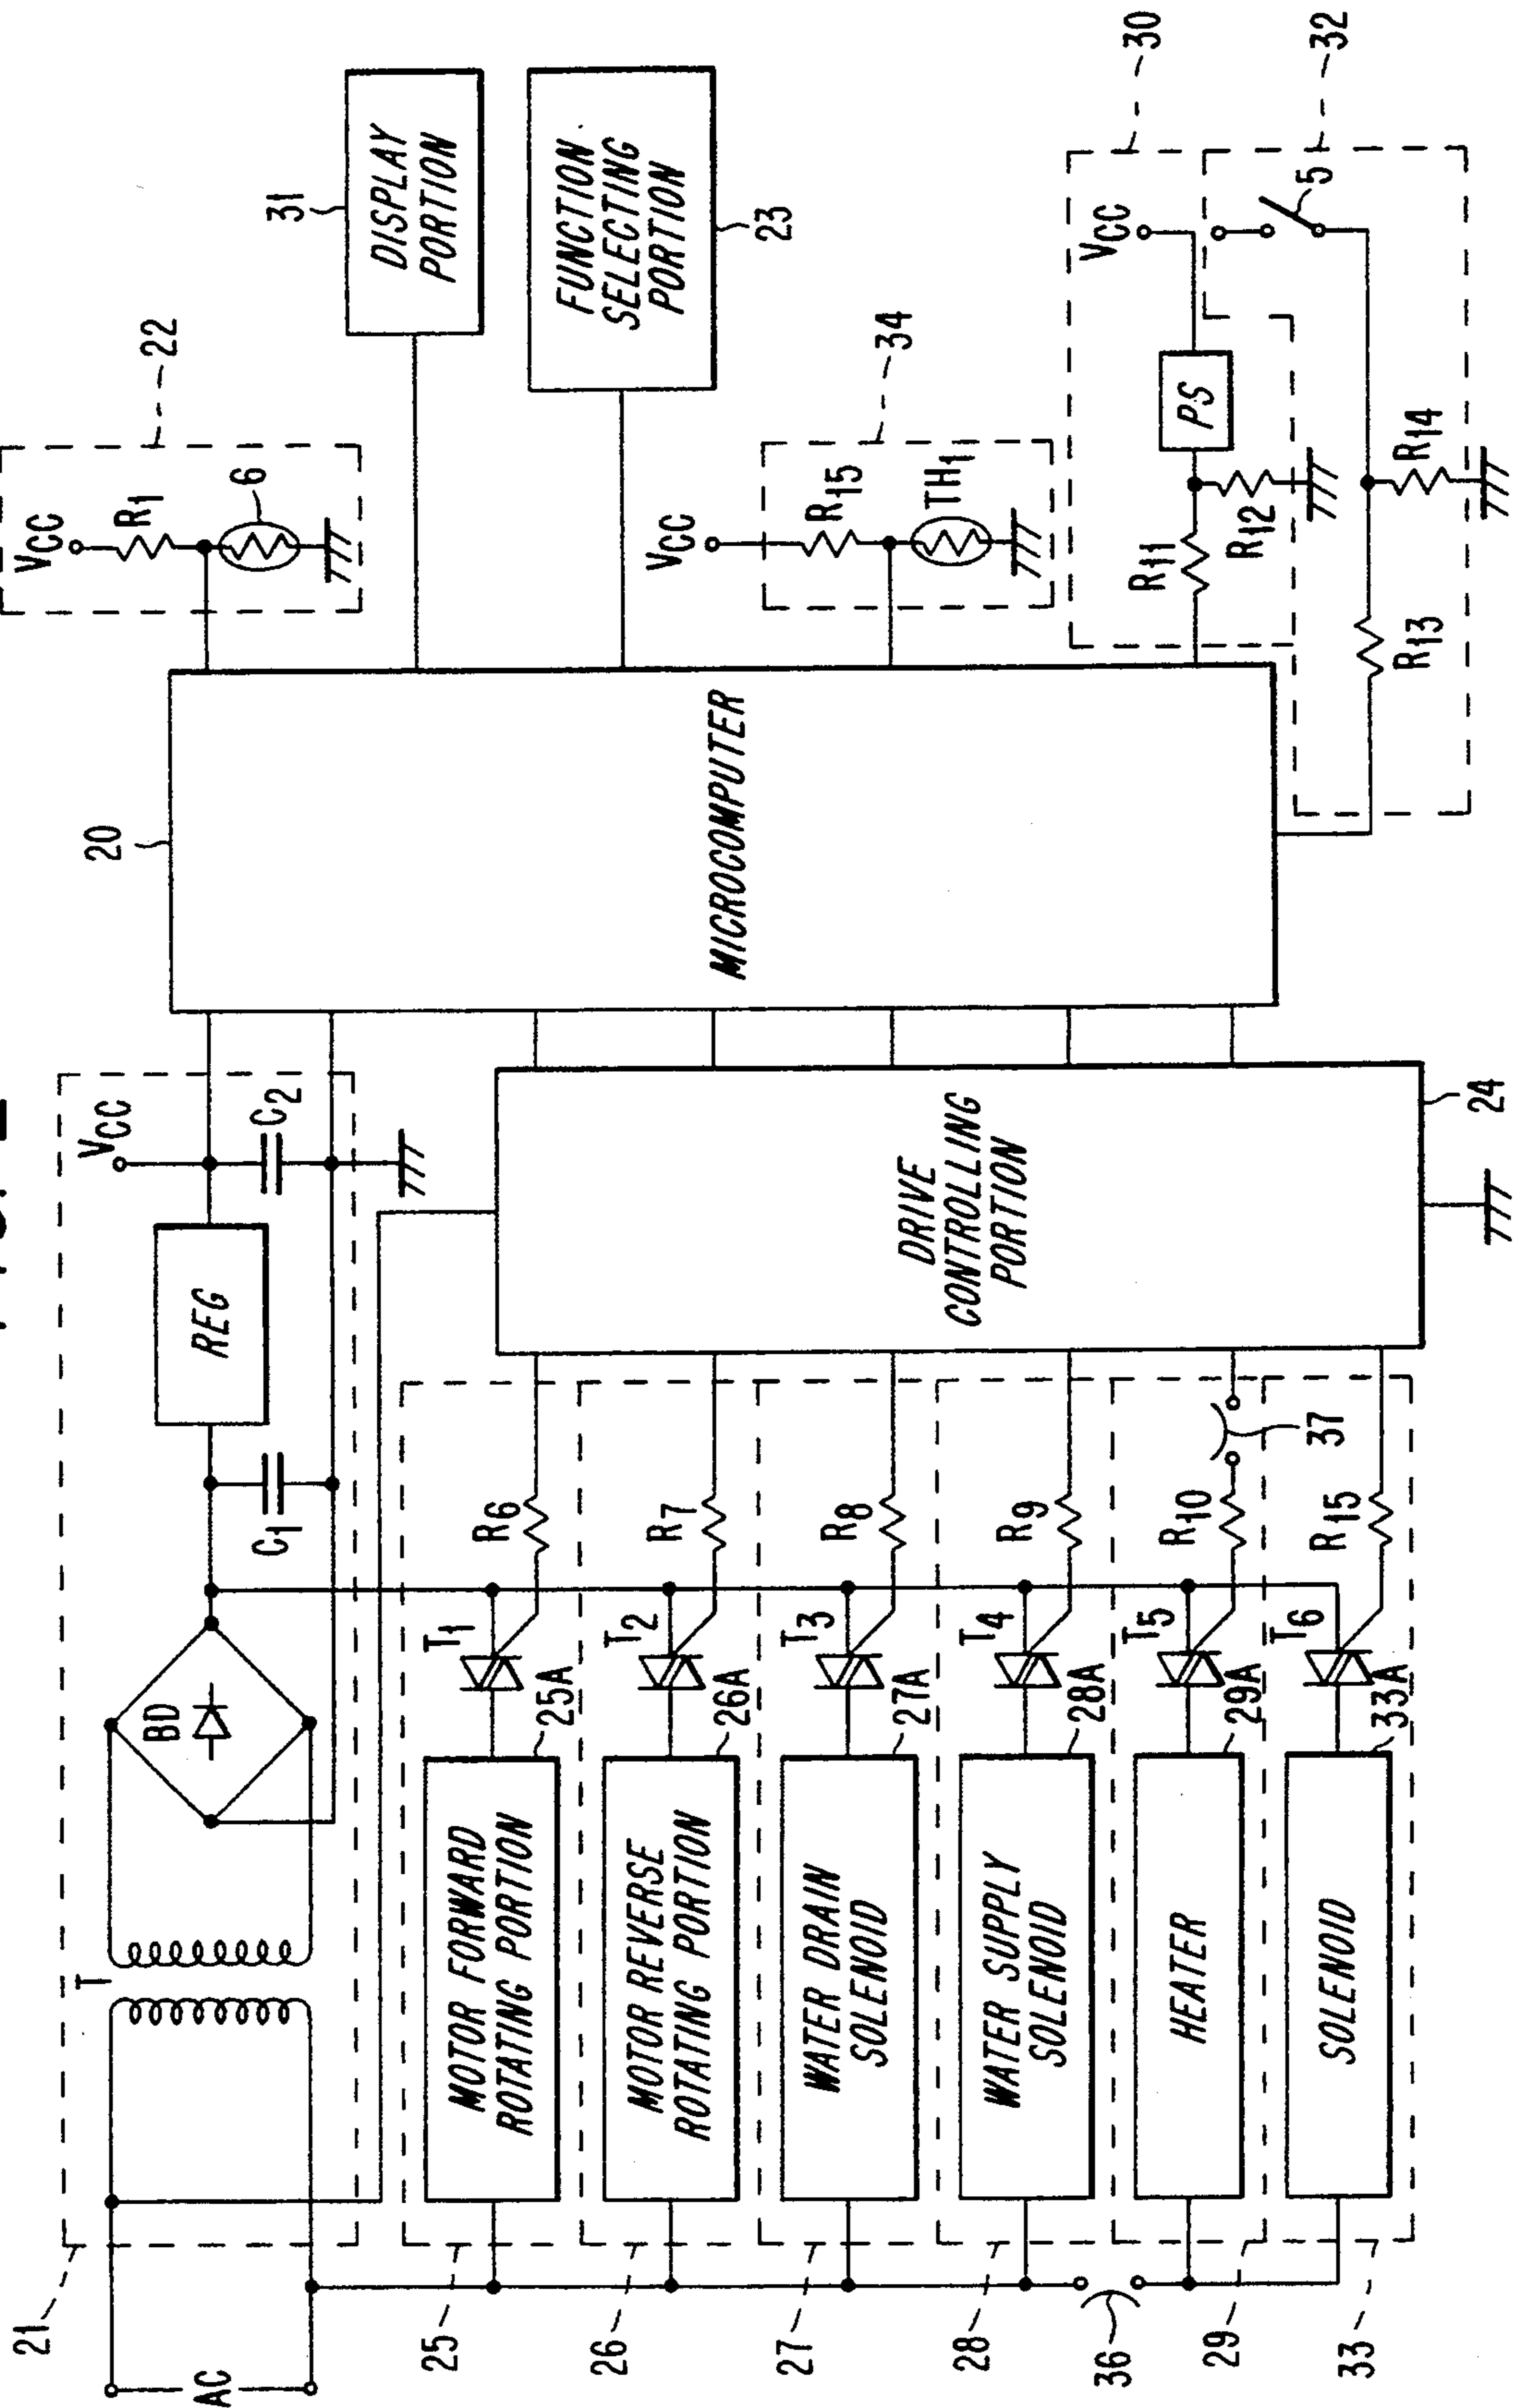 21
AC
T
BD
C1
REG
VCC
C2
20
MICROCOMPUTER
22
VCC
R1
6
31
DISPLAY
PORTION
FUNCTION
SELECTING
PORTION
23
34
VCC
R15
TH1
30
32
VCC
5
PS
R11
R12
R13
R14
DRIVE
CONTROLLING
PORTION
24
25
MOTOR FORWARD
ROTATING PORTION
25A
T1
R6
26
MOTOR REVERSE
ROTATING PORTION
26A
T2
R7
27
WATER DRAIN
SOLENOID
27A
T3
R8
28
WATER SUPPLY
SOLENOID
28A
T4
R9
36
29
HEATER
29A
T5
R10
37
33
SOLENOID
33A
T6
R15